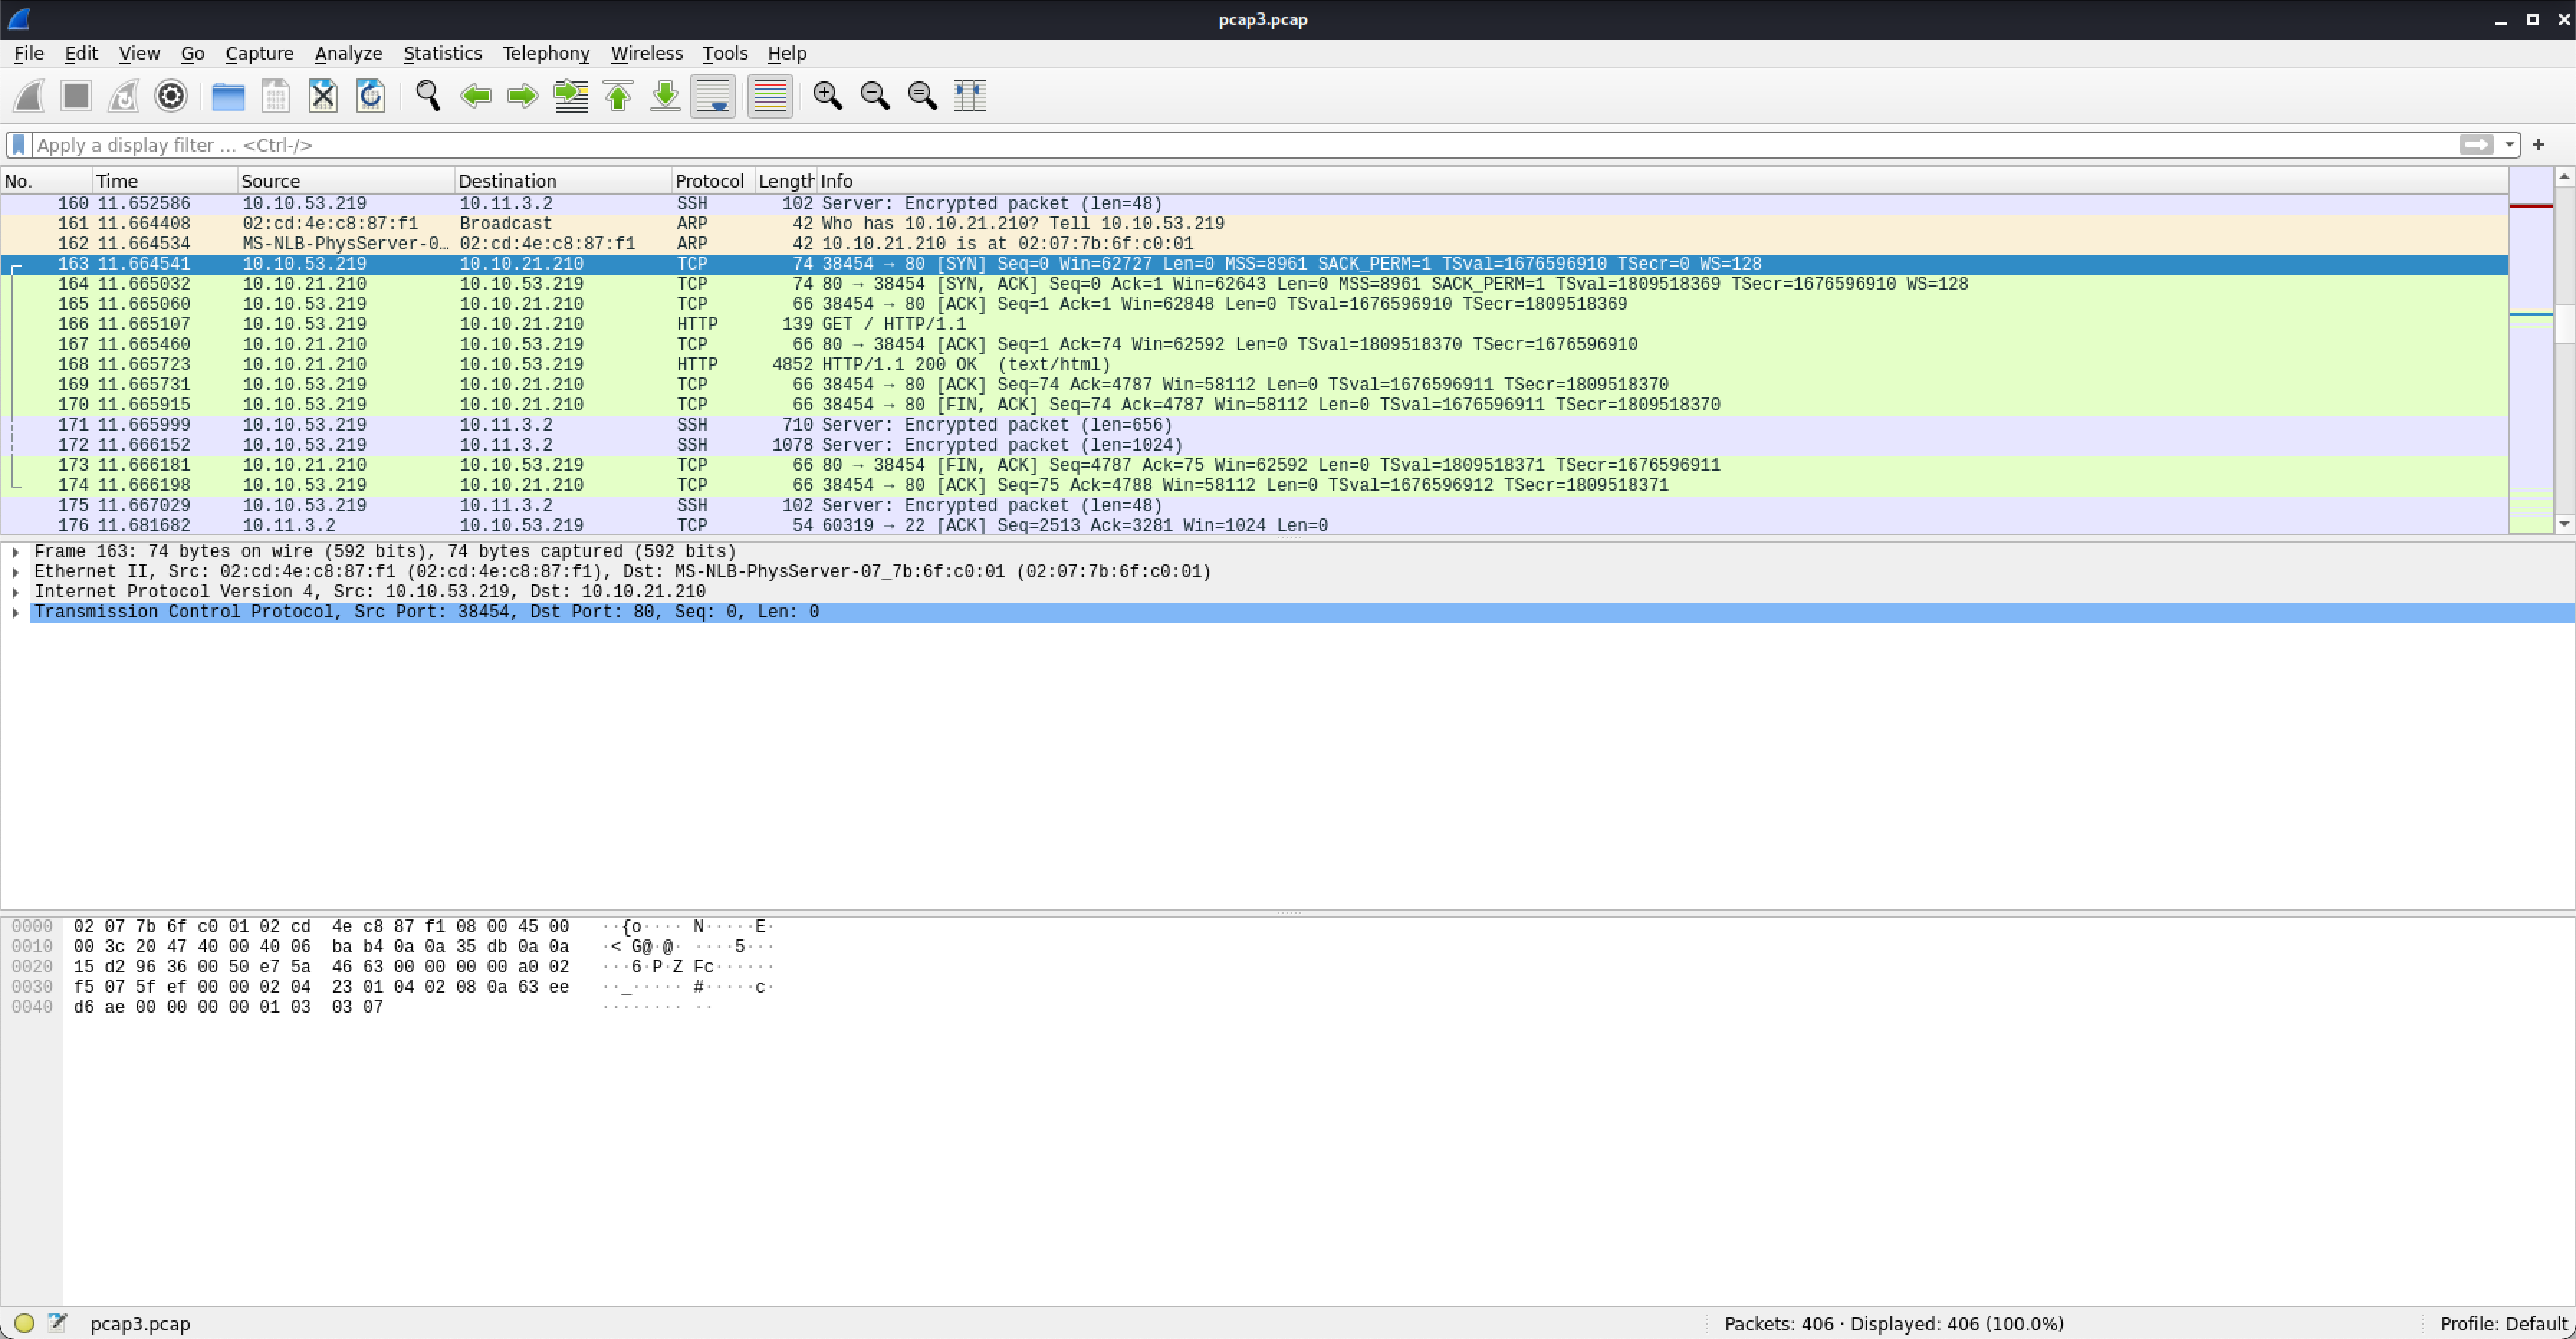 pcap3.pcap
File Edit View Go Capture Analyze Statistics Telephony Wireless Tools Help
Apply a display filter ... <Ctrl-/>
No. Time Source Destination Protocol Length Info
160 11.652586 10.10.53.219 10.11.3.2 SSH 102 Server: Encrypted packet (len=48)
161 11.664408 02:cd:4e:c8:87:f1 Broadcast ARP 42 Who has 10.10.21.210? Tell 10.10.53.219
162 11.664534 MS-NLB-PhysServer-0… 02:cd:4e:c8:87:f1 ARP 42 10.10.21.210 is at 02:07:7b:6f:c0:01
163 11.664541 10.10.53.219 10.10.21.210 TCP 74 38454 → 80 [SYN] Seq=0 Win=62727 Len=0 MSS=8961 SACK_PERM=1 TSval=1676596910 TSecr=0 WS=128
164 11.665032 10.10.21.210 10.10.53.219 TCP 74 80 → 38454 [SYN, ACK] Seq=0 Ack=1 Win=62643 Len=0 MSS=8961 SACK_PERM=1 TSval=1809518369 TSecr=1676596910 WS=128
165 11.665060 10.10.53.219 10.10.21.210 TCP 66 38454 → 80 [ACK] Seq=1 Ack=1 Win=62848 Len=0 TSval=1676596910 TSecr=1809518369
166 11.665107 10.10.53.219 10.10.21.210 HTTP 139 GET / HTTP/1.1
167 11.665460 10.10.21.210 10.10.53.219 TCP 66 80 → 38454 [ACK] Seq=1 Ack=74 Win=62592 Len=0 TSval=1809518370 TSecr=1676596910
168 11.665723 10.10.21.210 10.10.53.219 HTTP 4852 HTTP/1.1 200 OK  (text/html)
169 11.665731 10.10.53.219 10.10.21.210 TCP 66 38454 → 80 [ACK] Seq=74 Ack=4787 Win=58112 Len=0 TSval=1676596911 TSecr=1809518370
170 11.665915 10.10.53.219 10.10.21.210 TCP 66 38454 → 80 [FIN, ACK] Seq=74 Ack=4787 Win=58112 Len=0 TSval=1676596911 TSecr=1809518370
171 11.665999 10.10.53.219 10.11.3.2 SSH 710 Server: Encrypted packet (len=656)
172 11.666152 10.10.53.219 10.11.3.2 SSH 1078 Server: Encrypted packet (len=1024)
173 11.666181 10.10.21.210 10.10.53.219 TCP 66 80 → 38454 [FIN, ACK] Seq=4787 Ack=75 Win=62592 Len=0 TSval=1809518371 TSecr=1676596911
174 11.666198 10.10.53.219 10.10.21.210 TCP 66 38454 → 80 [ACK] Seq=75 Ack=4788 Win=58112 Len=0 TSval=1676596912 TSecr=1809518371
175 11.667029 10.10.53.219 10.11.3.2 SSH 102 Server: Encrypted packet (len=48)
176 11.681682 10.11.3.2 10.10.53.219 TCP 54 60319 → 22 [ACK] Seq=2513 Ack=3281 Win=1024 Len=0
Frame 163: 74 bytes on wire (592 bits), 74 bytes captured (592 bits)
Ethernet II, Src: 02:cd:4e:c8:87:f1 (02:cd:4e:c8:87:f1), Dst: MS-NLB-PhysServer-07_7b:6f:c0:01 (02:07:7b:6f:c0:01)
Internet Protocol Version 4, Src: 10.10.53.219, Dst: 10.10.21.210
Transmission Control Protocol, Src Port: 38454, Dst Port: 80, Seq: 0, Len: 0
0000 02 07 7b 6f c0 01 02 cd 4e c8 87 f1 08 00 45 00 ··{o···· N·····E·
0010 00 3c 20 47 40 00 40 06 ba b4 0a 0a 35 db 0a 0a ·< G@·@· ····5···
0020 15 d2 96 36 00 50 e7 5a 46 63 00 00 00 00 a0 02 ···6·P·Z Fc······
0030 f5 07 5f ef 00 00 02 04 23 01 04 02 08 0a 63 ee ··_····· #·····c·
0040 d6 ae 00 00 00 00 01 03 03 07 ········ ··
pcap3.pcap Packets: 406 · Displayed: 406 (100.0%) Profile: Default